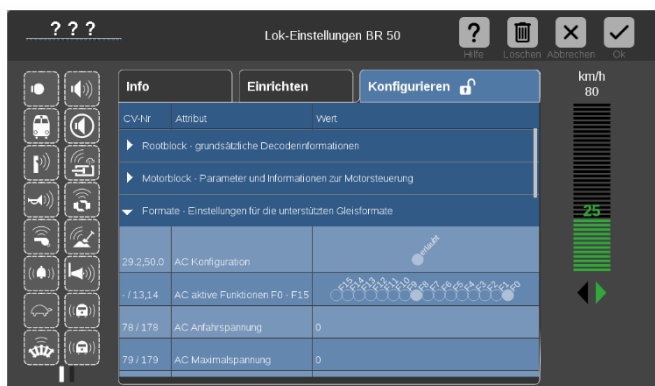 ? ? ?
Lok-Einstellungen BR 50
?
Hilfe
Löschen
Abbrechen
Ok
Info
Einrichten
Konfigurieren
km/h
80
CV-Nr
Attribut
Wert
Rootblock - grundsätzliche Decoderinformationen
Motorblock - Parameter und Informationen zur Motorsteuerung
Formate - Einstellungen für die unterstützten Gleisformate
25
erlaubt
29.2,50.0
AC Konfiguration
F15 F14 F13 F12 F11 F10 F9 F8 F7 F6 F5 F4 F3 F2 F1 F0
- / 13,14
AC aktive Funktionen F0 - F15
78 / 178
AC Anfahrspannung
0
79 / 179
AC Maximalspannung
0